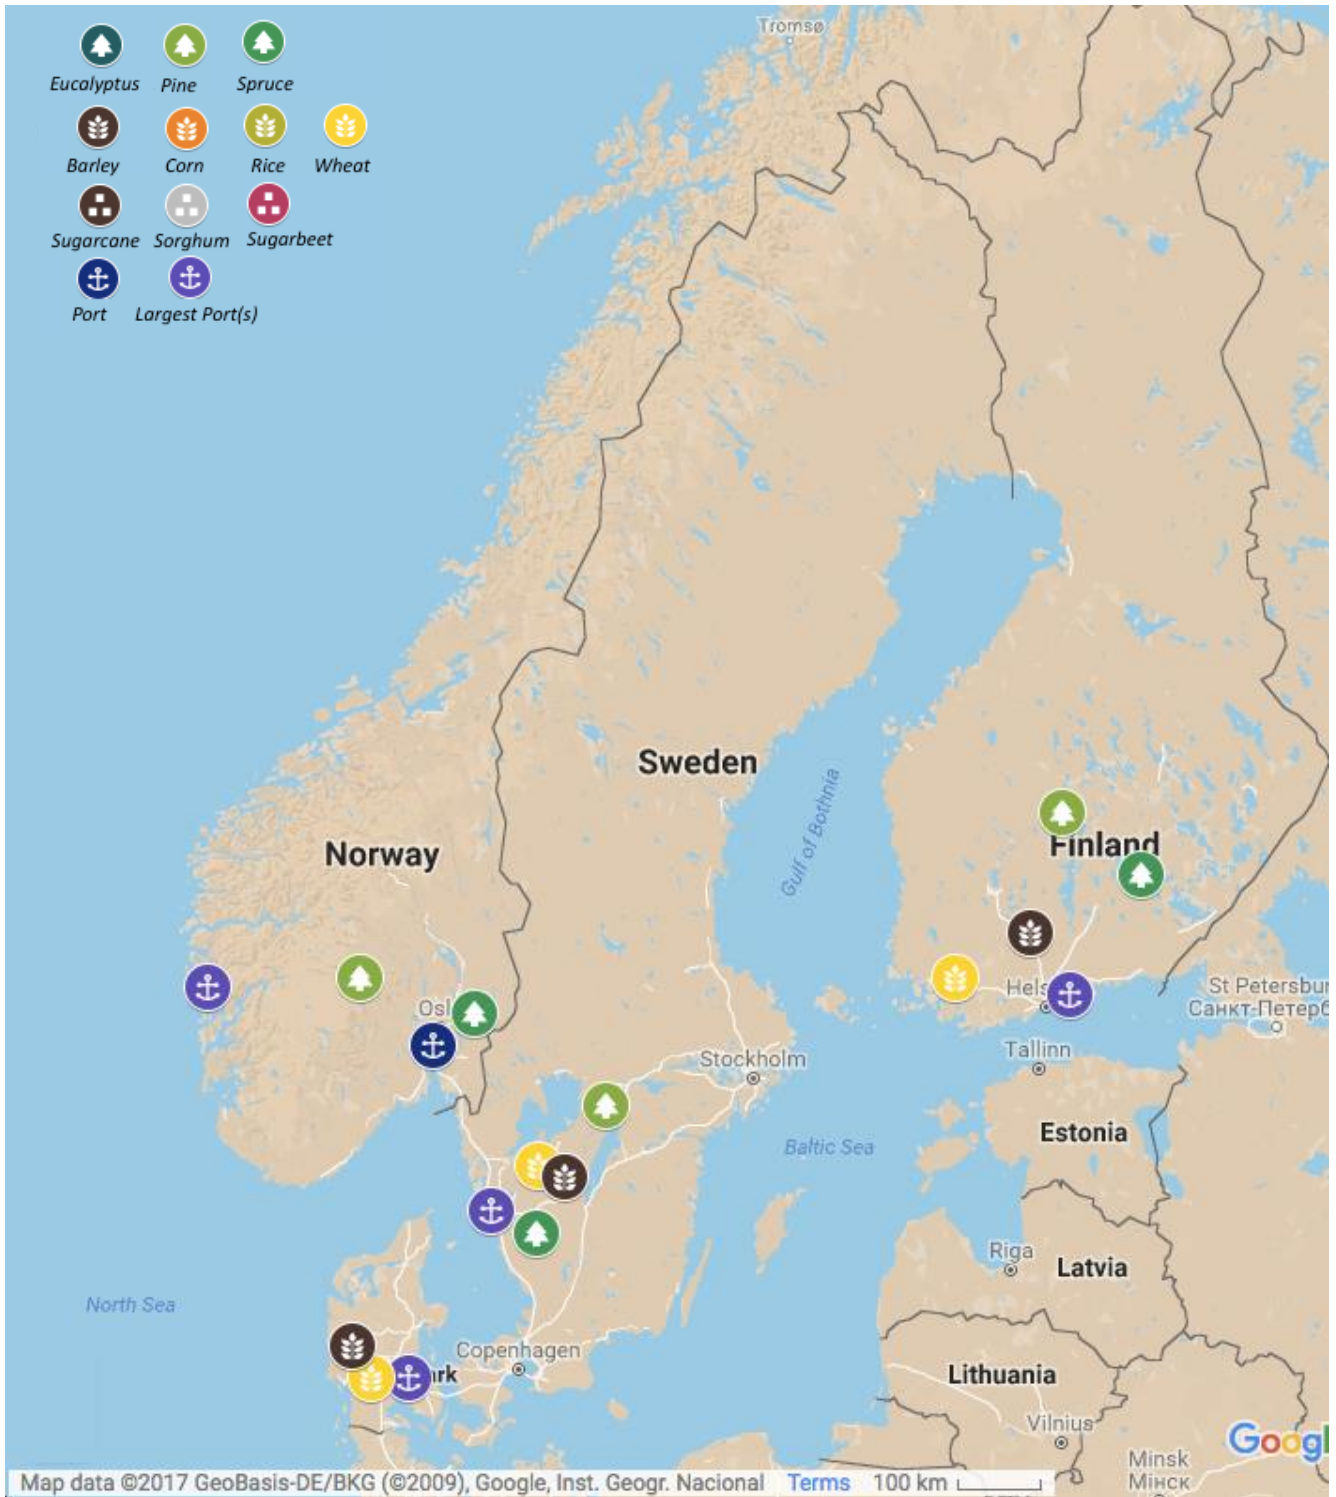 Tromsø
Eucalyptus Pine Spruce
Barley Corn Rice Wheat
Sugarcane Sorghum Sugarbeet
Port Largest Port(s)
Sweden
Gulf of Bothnia
Norway
Finland
Osl
Hels
St Petersbur
Санкт-Петерб
Tallinn
Stockholm
Estonia
Baltic Sea
Riga
Latvia
North Sea
Copenhagen
ark
Lithuania
Vilnius
Googl
Minsk
Мінск
Map data ©2017 GeoBasis-DE/BKG (©2009), Google, Inst. Geogr. Nacional Terms 100 km